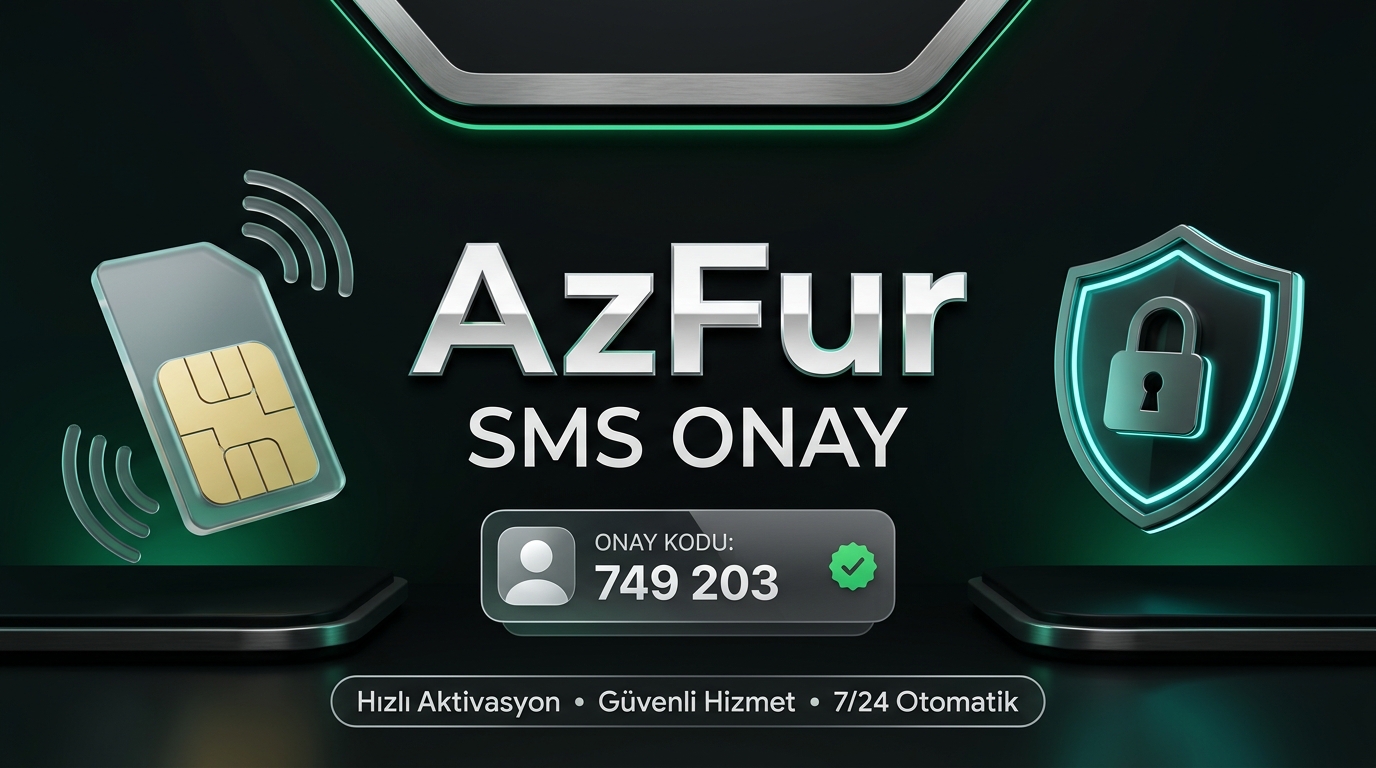 AzFur
SMS ONAY
ONAY KODU:
749 203
Hızlı Aktivasyon • Güvenli Hizmet • 7/24 Otomatik